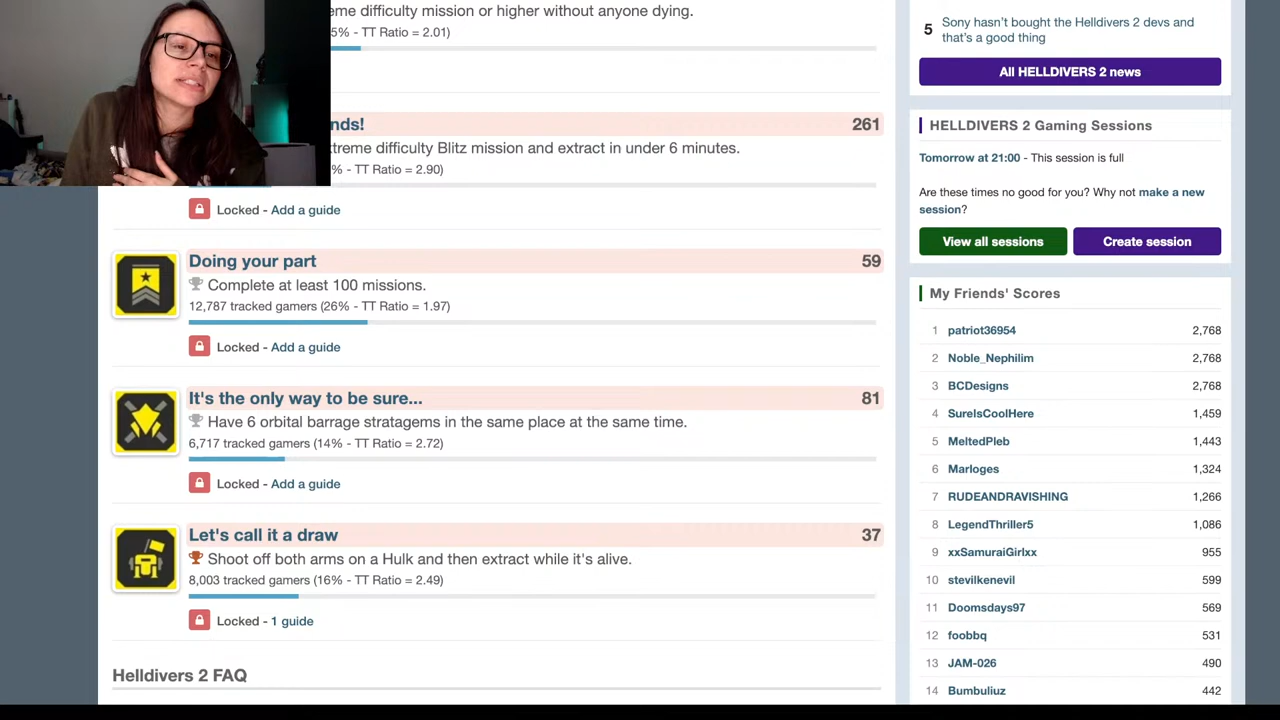 eme difficulty mission or higher without anyone dying.
5% - TT Ratio = 2.01)
nds!
261
treme difficulty Blitz mission and extract in under 6 minutes.
% - TT Ratio = 2.90)
Locked - Add a guide
Doing your part
59
Complete at least 100 missions.
12,787 tracked gamers (26% - TT Ratio = 1.97)
Locked - Add a guide
It's the only way to be sure...
81
Have 6 orbital barrage stratagems in the same place at the same time.
6,717 tracked gamers (14% - TT Ratio = 2.72)
Locked - Add a guide
Let's call it a draw
37
Shoot off both arms on a Hulk and then extract while it's alive.
8,003 tracked gamers (16% - TT Ratio = 2.49)
Locked - 1 guide
Helldivers 2 FAQ
5 Sony hasn't bought the Helldivers 2 devs and
that's a good thing
All HELLDIVERS 2 news
HELLDIVERS 2 Gaming Sessions
Tomorrow at 21:00 - This session is full
Are these times no good for you? Why not make a new
session?
View all sessions
Create session
My Friends' Scores
1 patriot36954 2,768
2 Noble_Nephilim 2,768
3 BCDesigns 2,768
4 SureIsCoolHere 1,459
5 MeltedPleb 1,443
6 Marloges 1,324
7 RUDEANDRAVISHING 1,266
8 LegendThriller5 1,086
9 xxSamuraiGirlxx 955
10 stevilkenevil 599
11 Doomsdays97 569
12 foobbq 531
13 JAM-026 490
14 Bumbuliuz 442